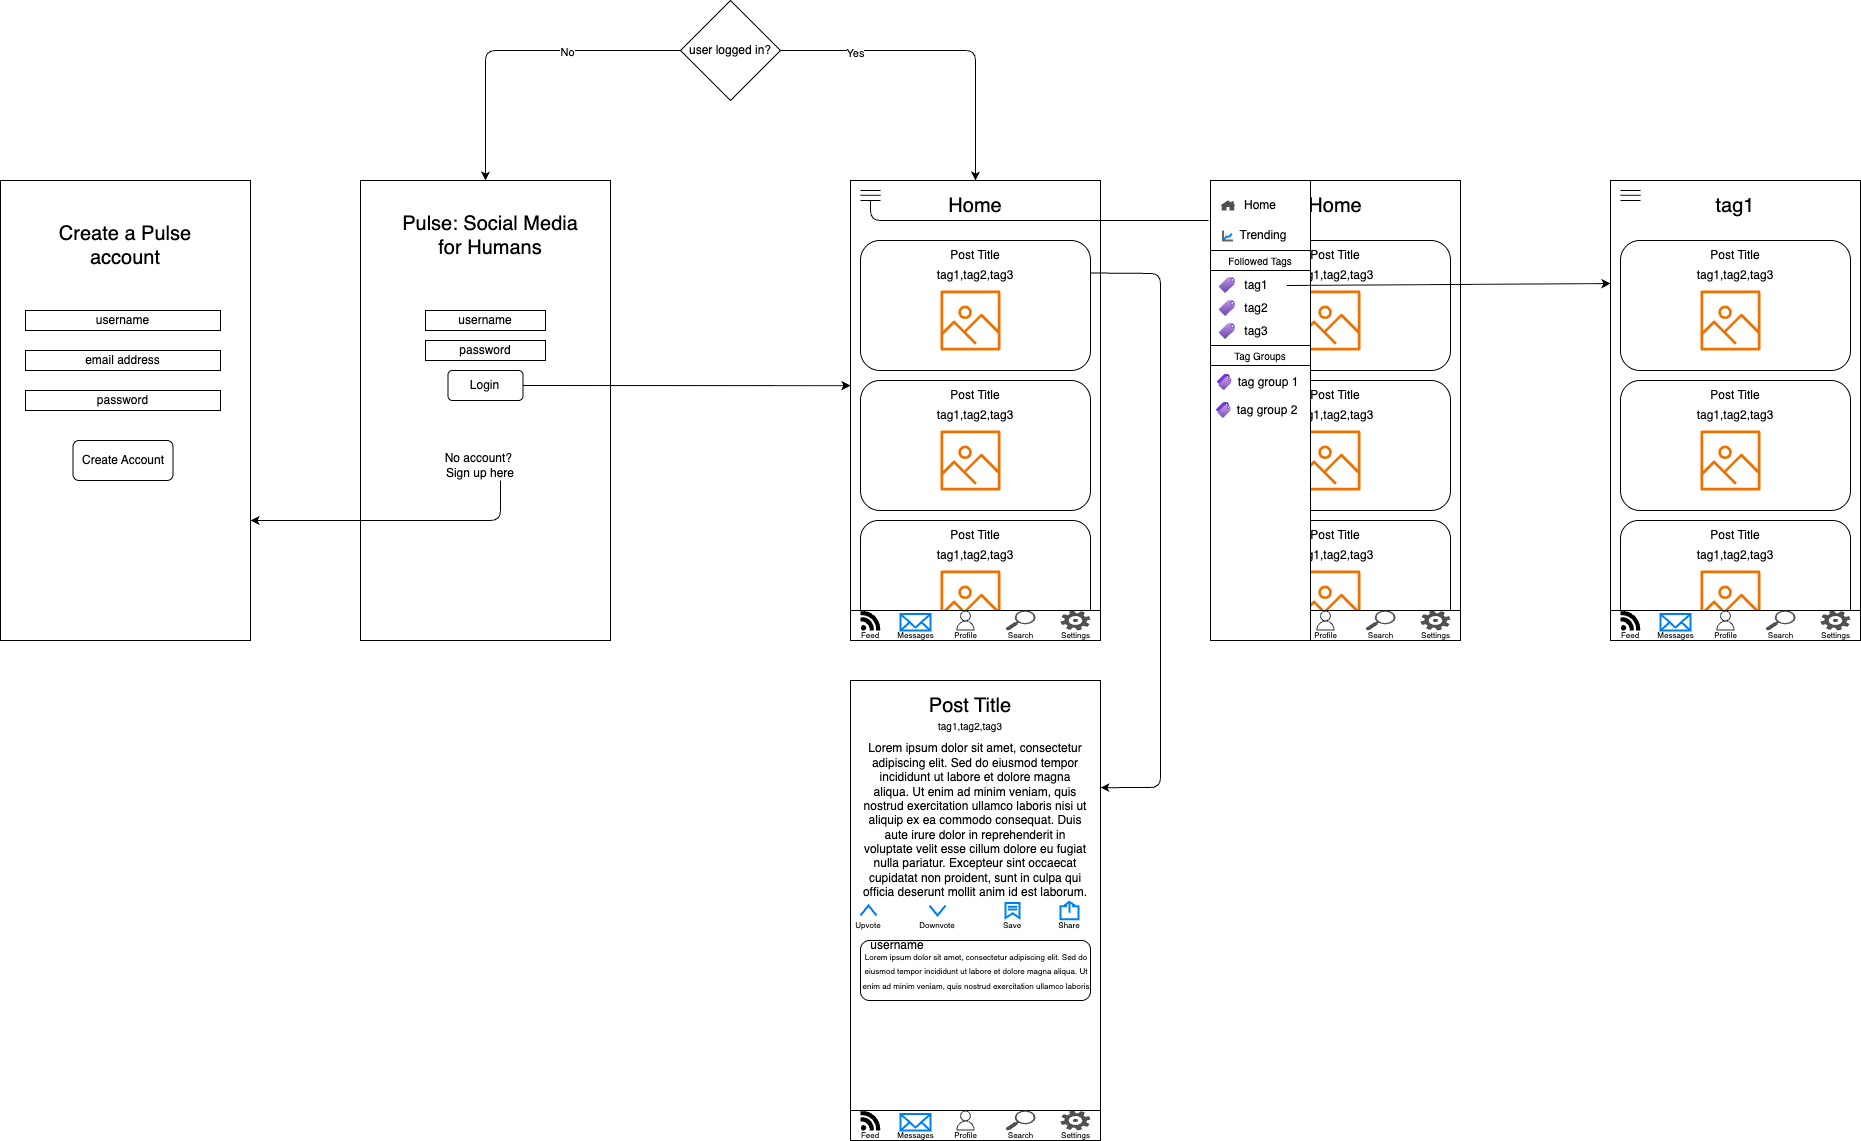 user logged in?
No
Yes
Create a Pulse
account
username
email address
password
Create Account
Pulse: Social Media
for Humans
username
password
Login
No account?
Sign up here
Home
Post Title
tag1,tag2,tag3
Post Title
tag1,tag2,tag3
Post Title
tag1,tag2,tag3
Feed
Messages
Profile
Search
Settings
Home
Trending
Followed Tags
tag1
tag2
tag3
Tag Groups
tag group 1
tag group 2
Home
Post Title
g1,tag2,tag3
Post Title
g1,tag2,tag3
Post Title
g1,tag2,tag3
Profile
Search
Settings
tag1
Post Title
tag1,tag2,tag3
Post Title
tag1,tag2,tag3
Post Title
tag1,tag2,tag3
Feed
Messages
Profile
Search
Settings
Post Title
tag1,tag2,tag3
Lorem ipsum dolor sit amet, consectetur
adipiscing elit. Sed do eiusmod tempor
incididunt ut labore et dolore magna
aliqua. Ut enim ad minim veniam, quis
nostrud exercitation ullamco laboris nisi ut
aliquip ex ea commodo consequat. Duis
aute irure dolor in reprehenderit in
voluptate velit esse cillum dolore eu fugiat
nulla pariatur. Excepteur sint occaecat
cupidatat non proident, sunt in culpa qui
officia deserunt mollit anim id est laborum.
Upvote
Downvote
Save
Share
username
Lorem ipsum dolor sit amet, consectetur adipiscing elit. Sed do
eiusmod tempor incididunt ut labore et dolore magna aliqua. Ut
enim ad minim veniam, quis nostrud exercitation ullamco laboris
Feed
Messages
Profile
Search
Settings